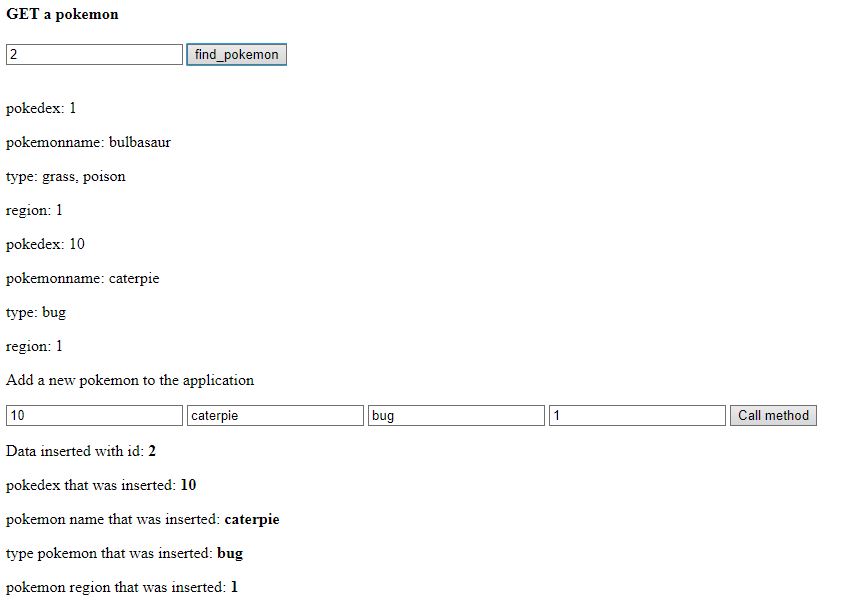 GET a pokemon
2 find_pokemon
pokedex: 1
pokemonname: bulbasaur
type: grass, poison
region: 1
pokedex: 10
pokemonname: caterpie
type: bug
region: 1
Add a new pokemon to the application
10 caterpie bug 1 Call method
Data inserted with id: 2
pokedex that was inserted: 10
pokemon name that was inserted: caterpie
type pokemon that was inserted: bug
pokemon region that was inserted: 1